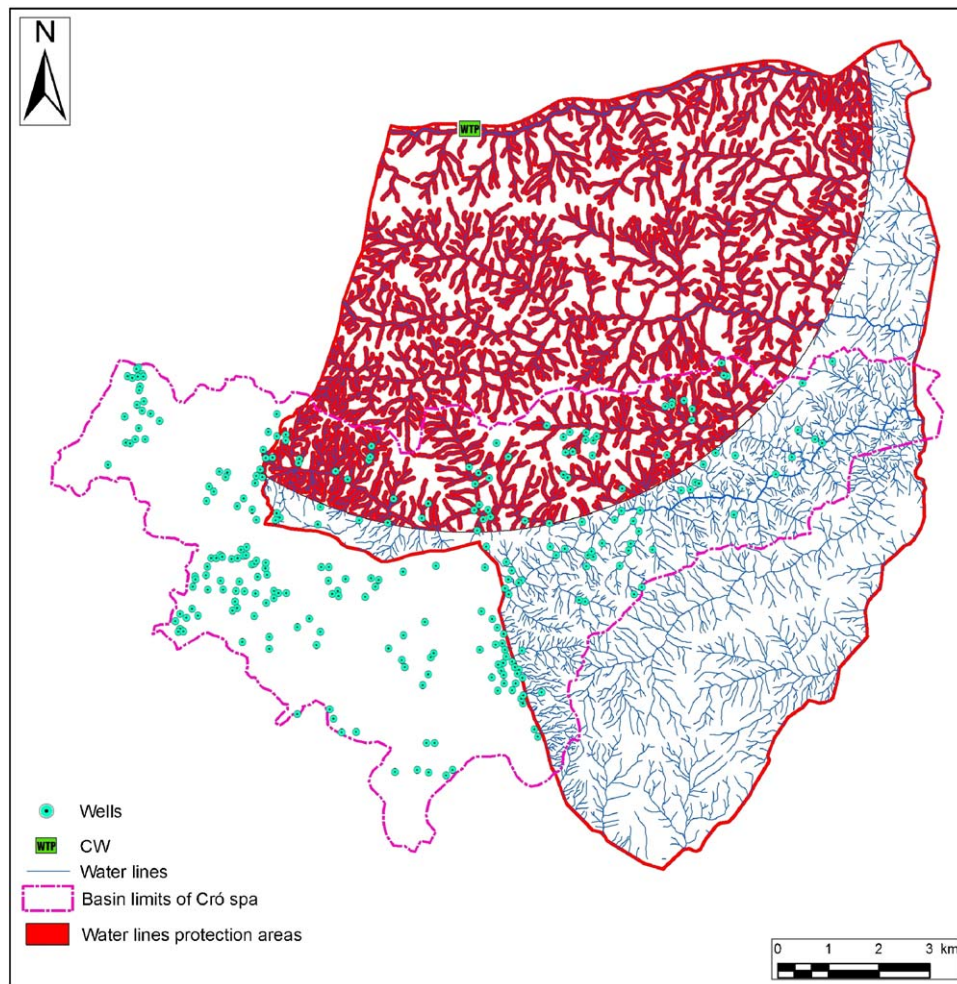 N
WTP
Wells
WTP
CW
Water lines
Basin limits of Cró spa
Water lines protection areas
0 1 2 3 km